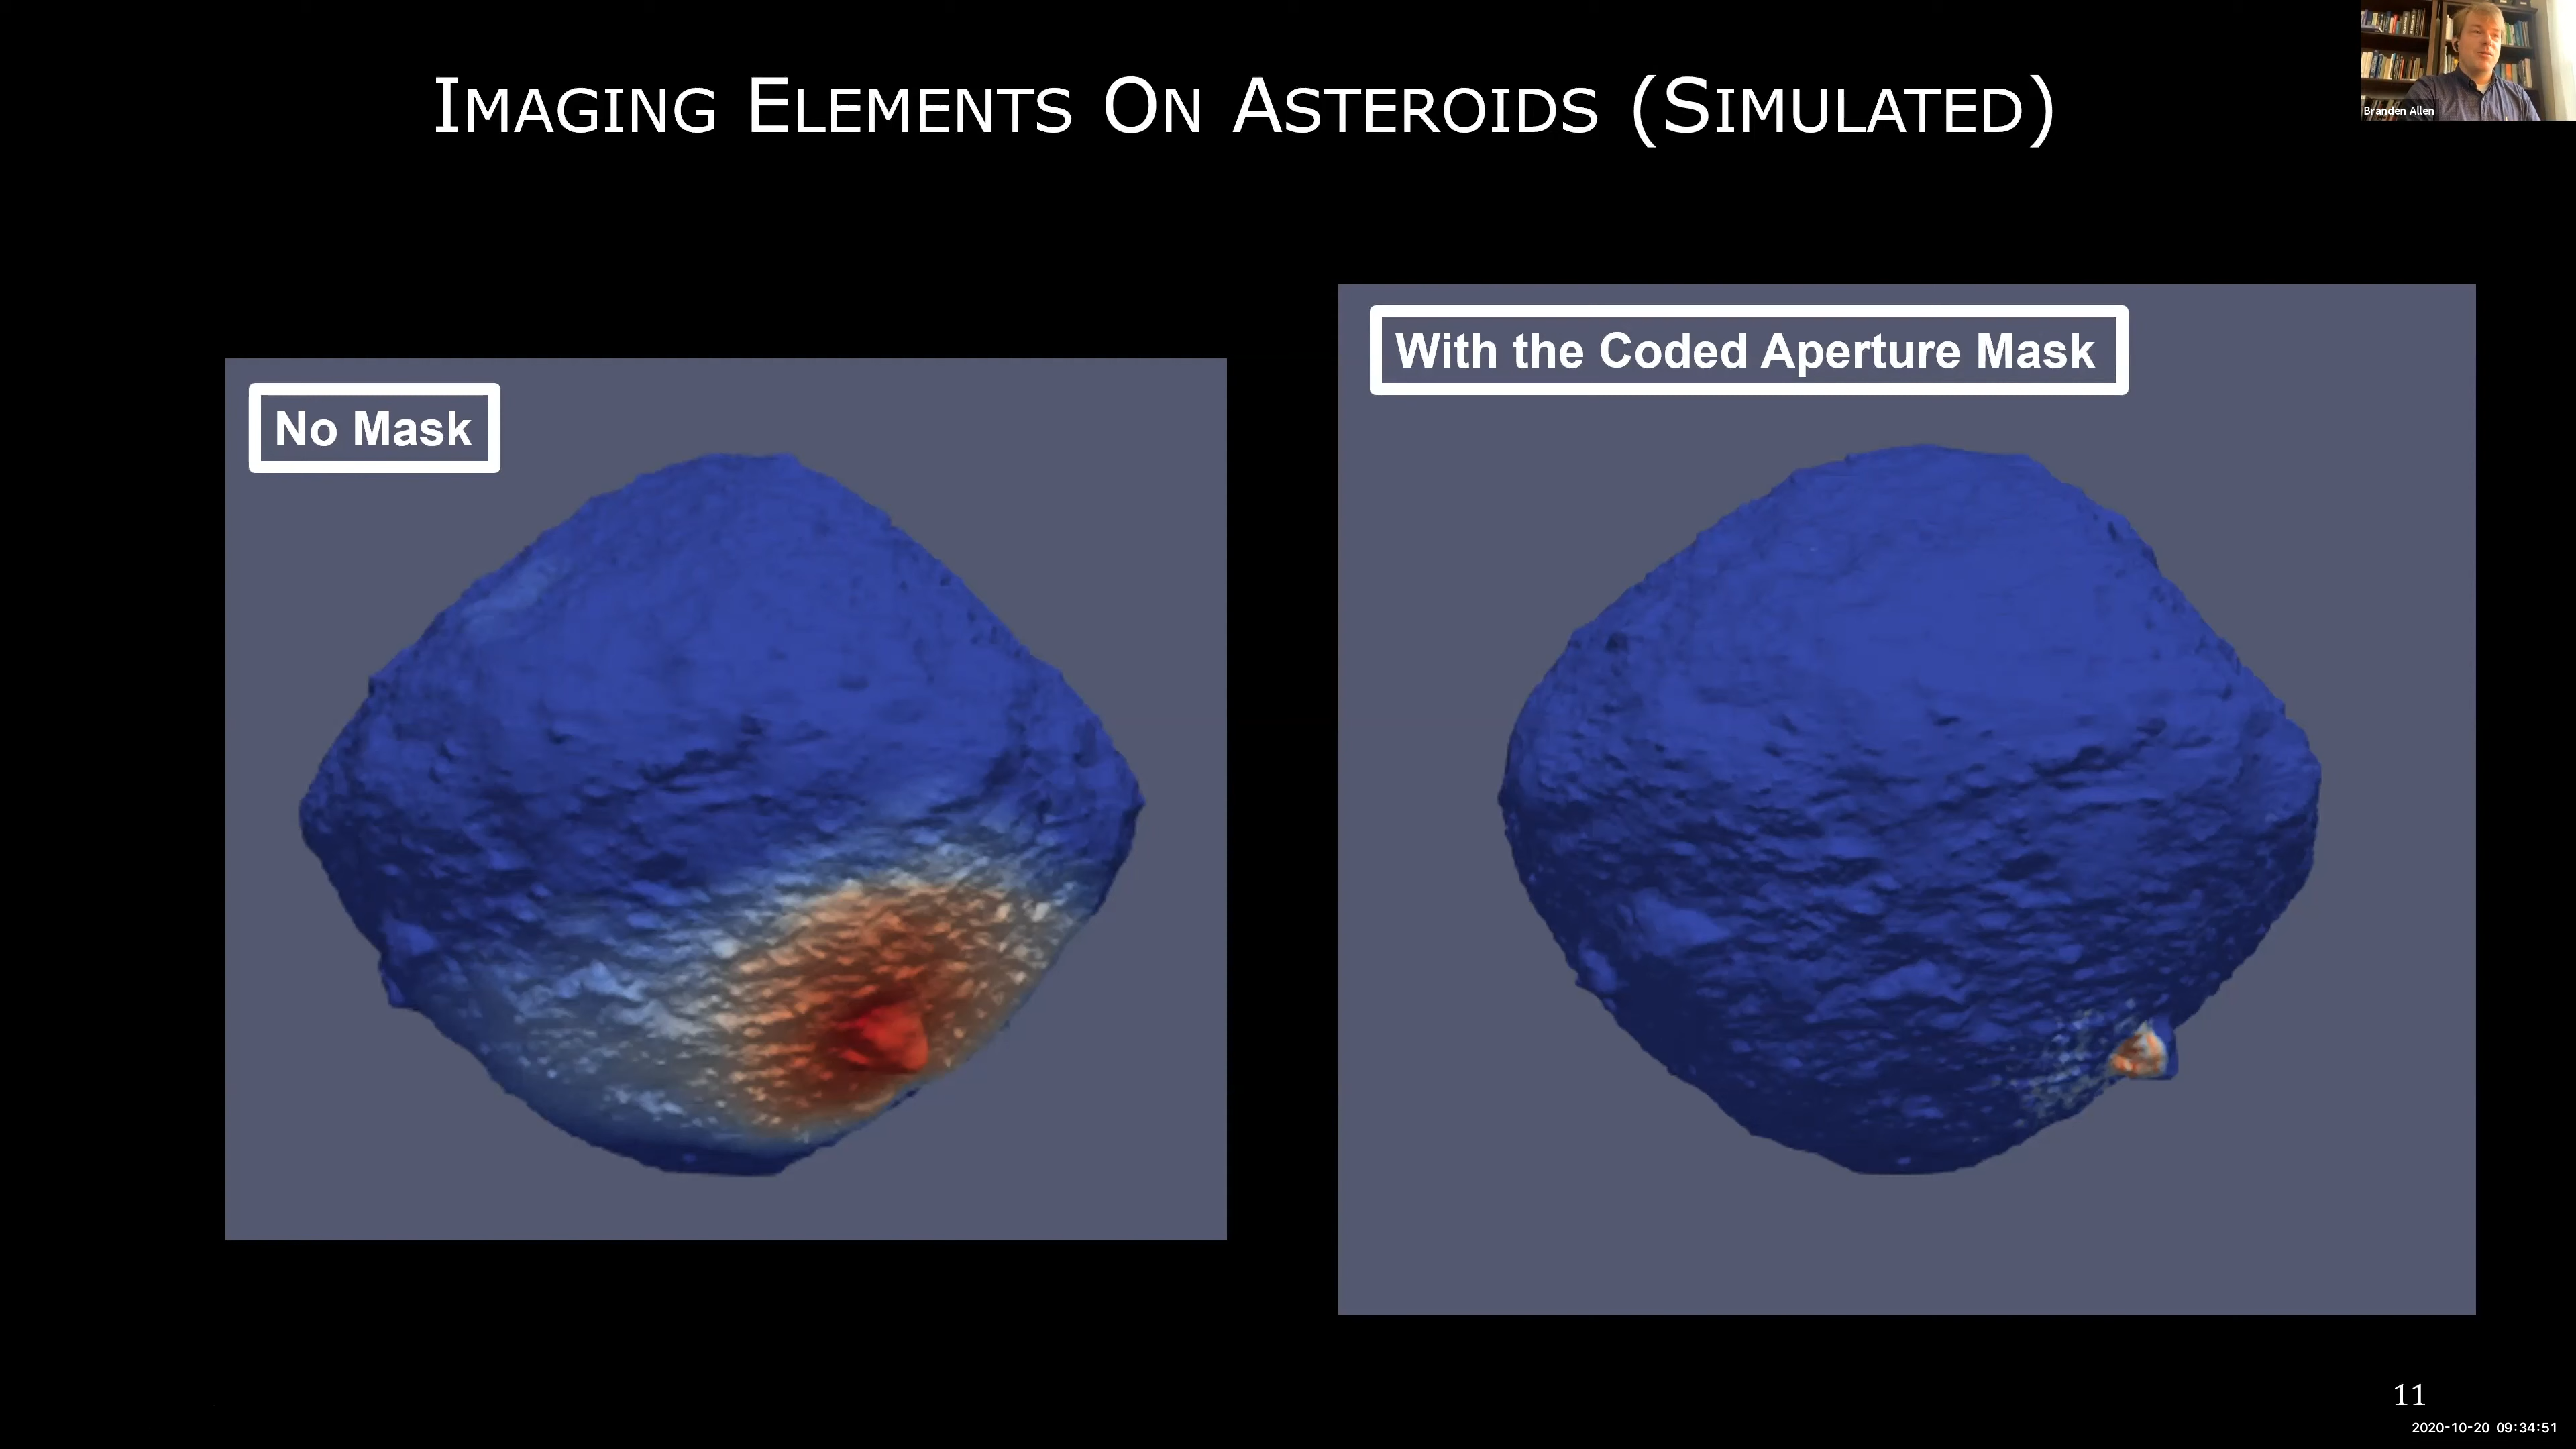 IMAGING ELEMENTS ON ASTEROIDS (SIMULATED)
Branden Allen
No Mask
With the Coded Aperture Mask
11
2020-10-20 09:34:51